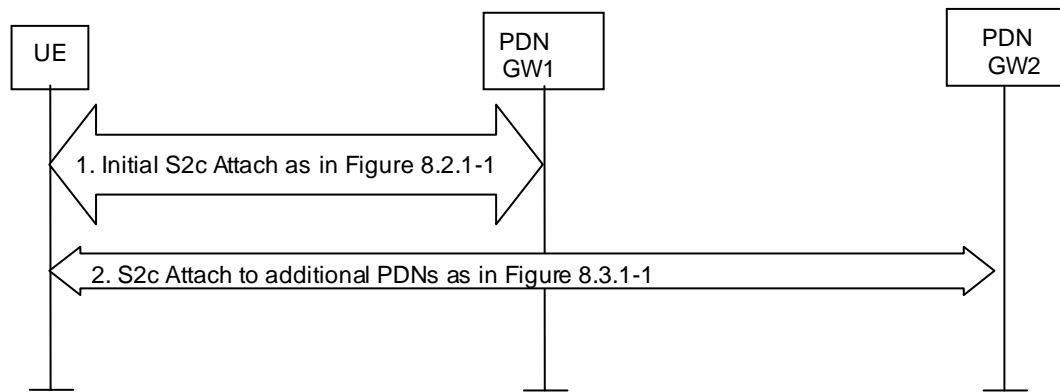 UE
PDN
GW1
PDN
GW2
1. Initial S2c Attach as in Figure 8.2.1-1
2. S2c Attach to additional PDNs as in Figure 8.3.1-1